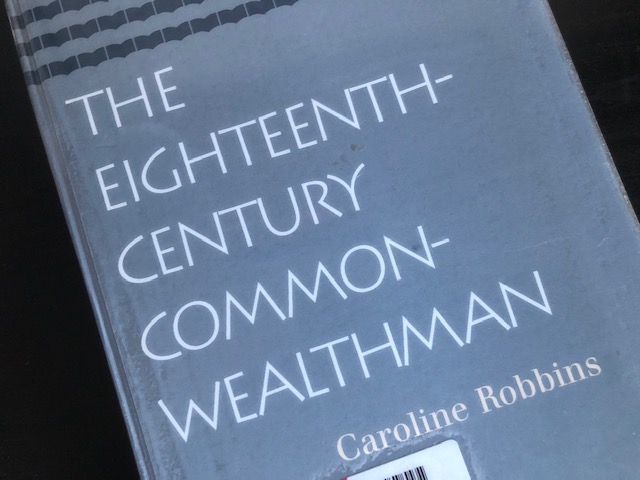 THE
EIGHTEENTH-
CENTURY
COMMON-
WEALTHMAN
Caroline Robbins